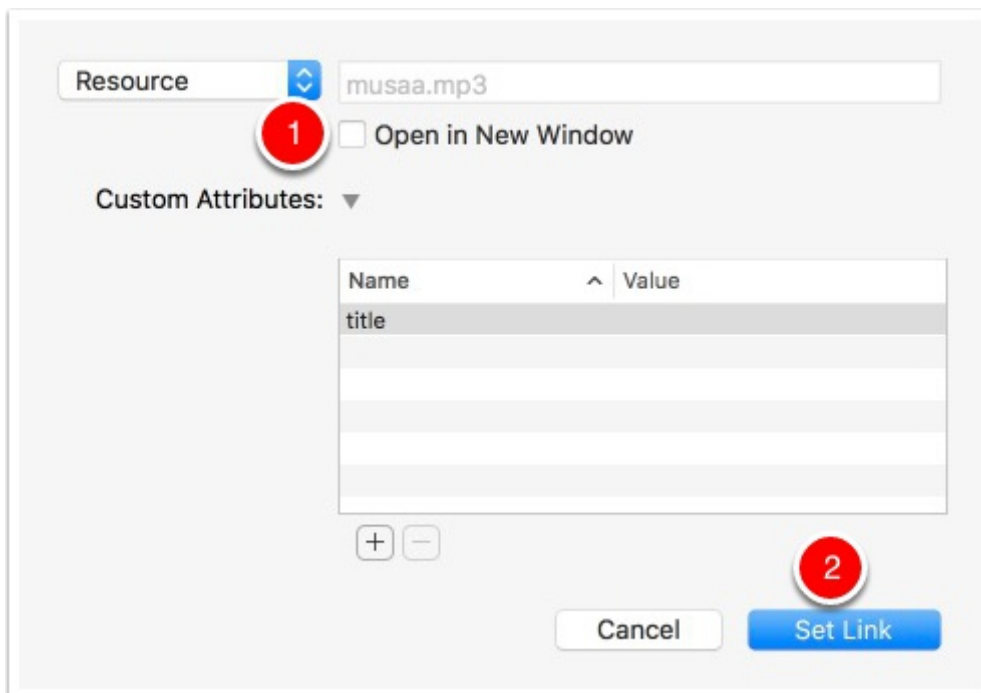 Resource musaa.mp3
1 Open in New Window
Custom Attributes:
Name Value
title
2
Cancel Set Link